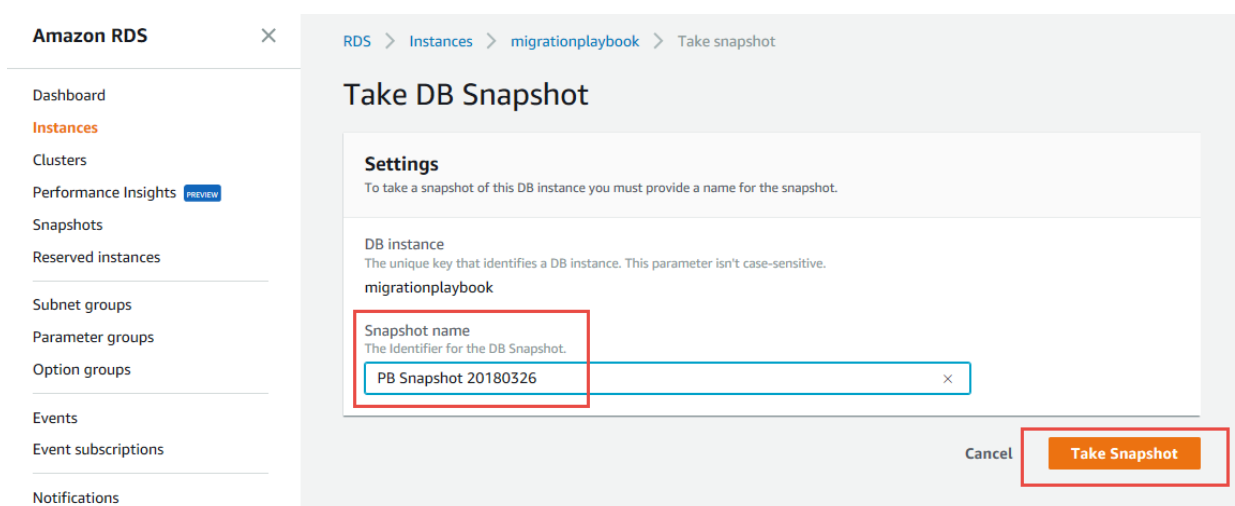 Amazon RDS
Dashboard
Instances
Clusters
Performance Insights PREVIEW
Snapshots
Reserved instances
Subnet groups
Parameter groups
Option groups
Events
Event subscriptions
Notifications
RDS > Instances > migrationplaybook > Take snapshot
Take DB Snapshot
Settings
To take a snapshot of this DB instance you must provide a name for the snapshot.
DB instance
The unique key that identifies a DB instance. This parameter isn't case-sensitive.
migrationplaybook
Snapshot name
The Identifier for the DB Snapshot.
PB Snapshot 20180326
Cancel Take Snapshot